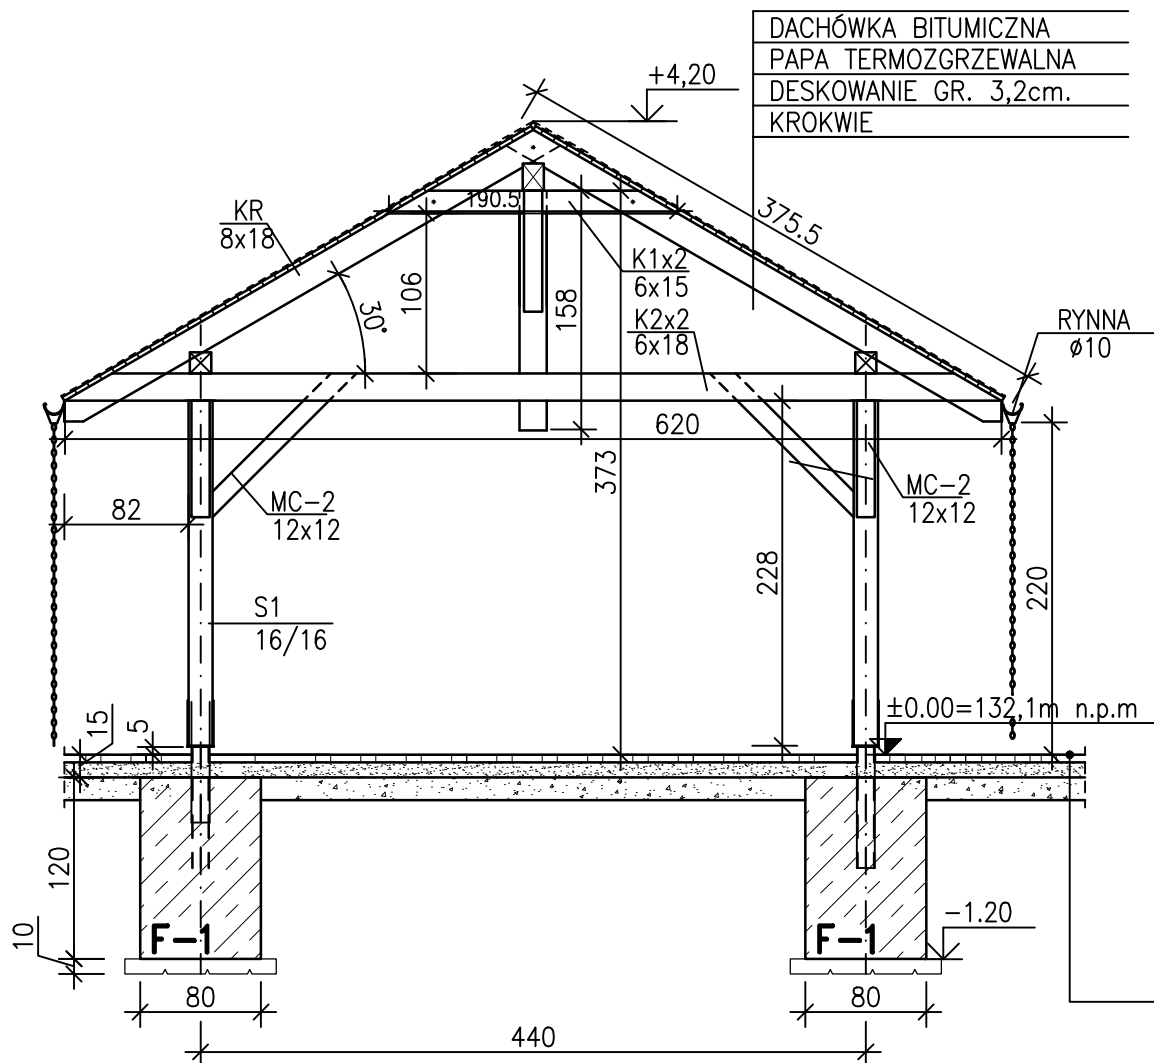 DACHÓWKA BITUMICZNA
PAPA TERMOZGRZEWALNA
DESKOWANIE GR. 3,2cm.
KROKWIE
+4,20
375.5
190.5
KR
8x18
K1x2
6x15
106
158
30°
K2x2
6x18
RYNNA
ø10
620
373
MC-2
12x12
MC-2
12x12
82
228
220
S1
16/16
±0.00=132,1m n.p.m
15
5
120
10
F-1
F-1
-1.20
80
80
440